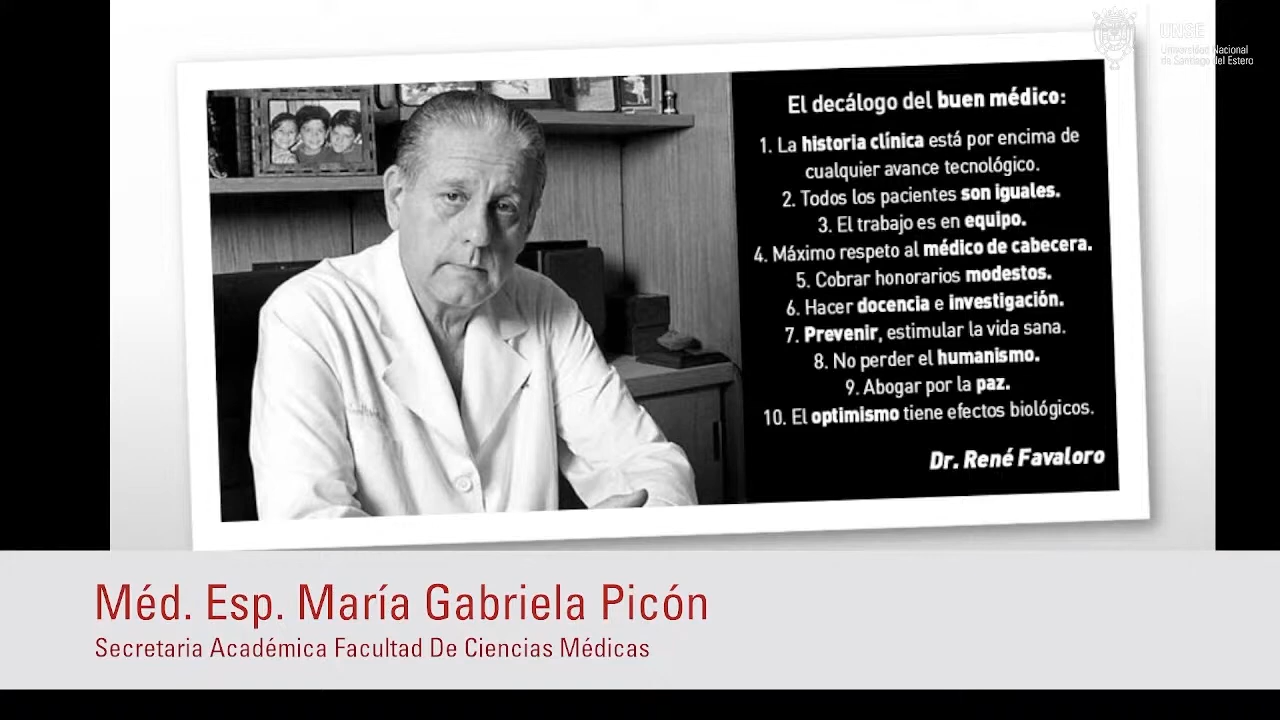 UNSE
Universidad Nacional
de Santiago del Estero
El decálogo del buen médico:
1. La historia clínica está por encima de
cualquier avance tecnológico.
2. Todos los pacientes son iguales.
3. El trabajo es en equipo.
4. Máximo respeto al médico de cabecera.
5. Cobrar honorarios modestos.
6. Hacer docencia e investigación.
7. Prevenir, estimular la vida sana.
8. No perder el humanismo.
9. Abogar por la paz.
10. El optimismo tiene efectos biológicos.
Dr. René Favaloro
Méd. Esp. María Gabriela Picón
Secretaria Académica Facultad De Ciencias Médicas